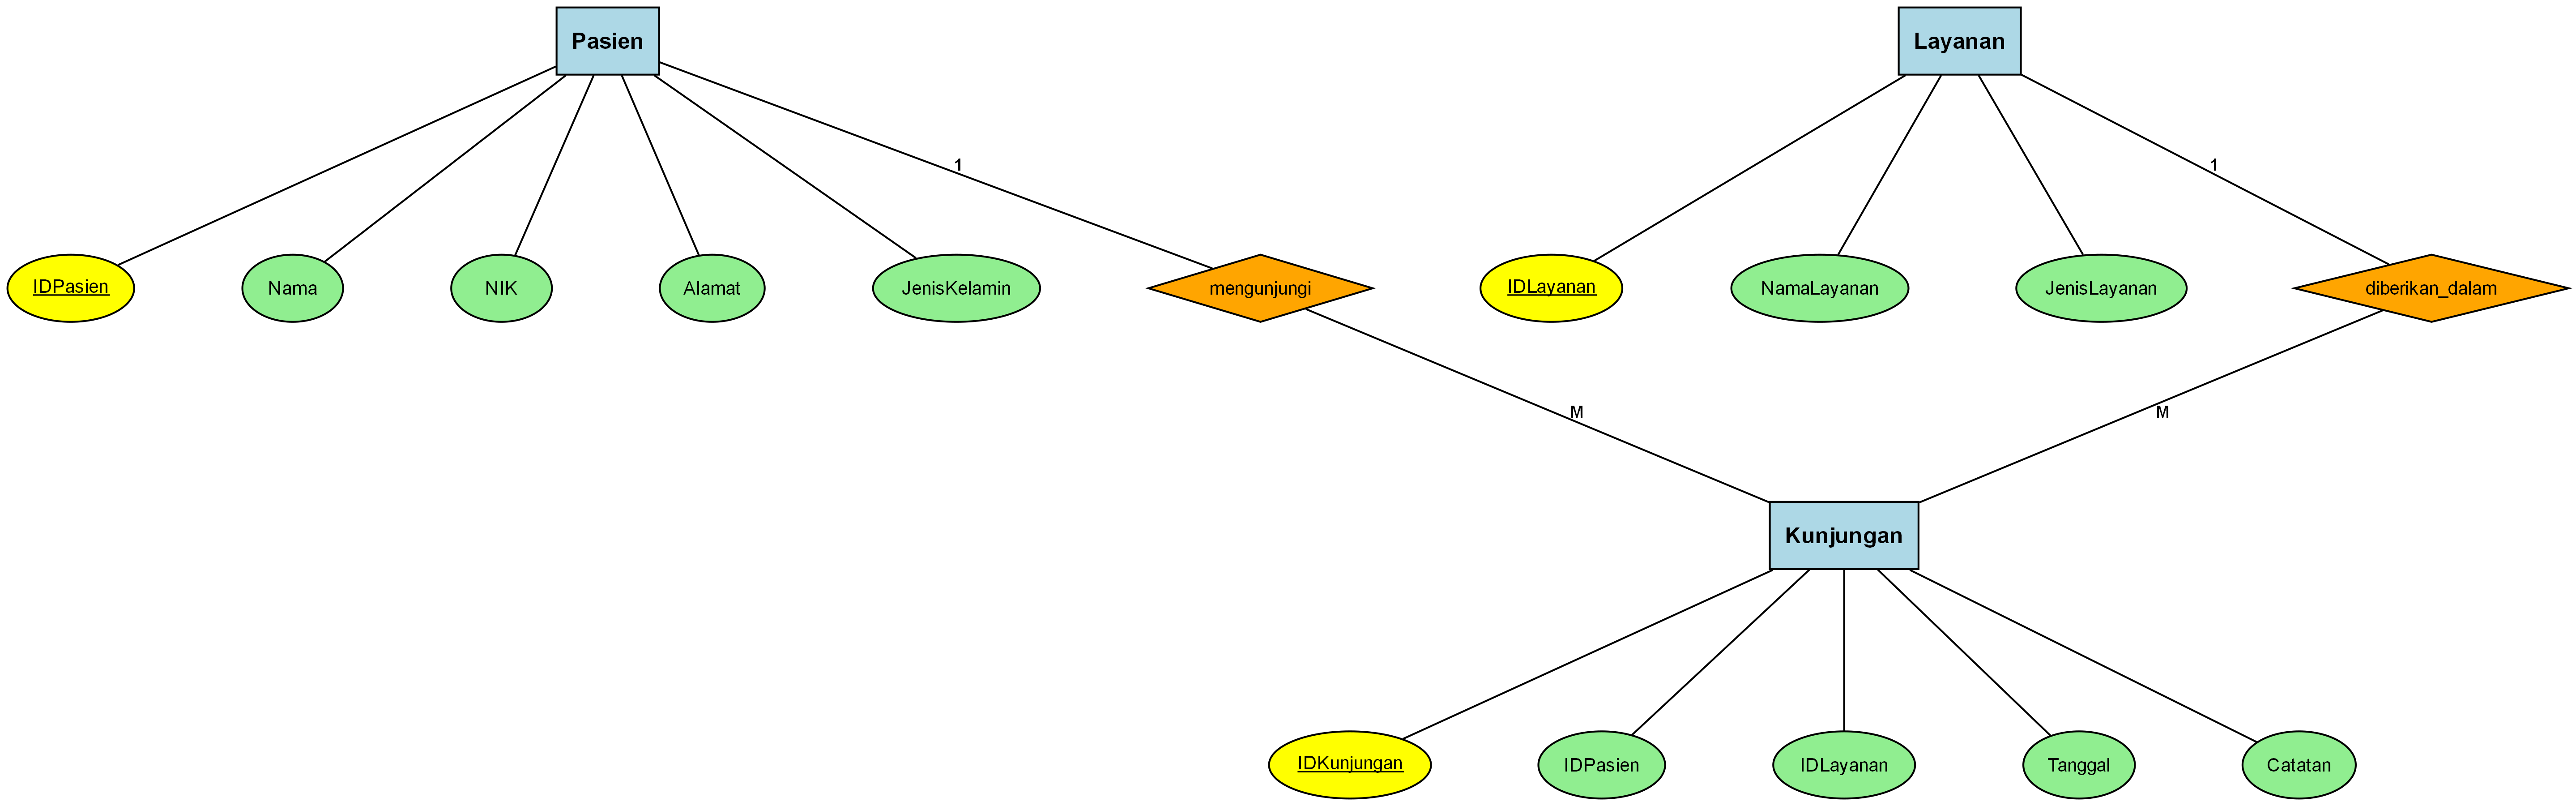 Pasien
Layanan
1
1
IDPasien
Nama
NIK
Alamat
JenisKelamin
mengunjungi
IDLayanan
NamaLayanan
JenisLayanan
diberikan_dalam
M
M
Kunjungan
IDKunjungan
IDPasien
IDLayanan
Tanggal
Catatan